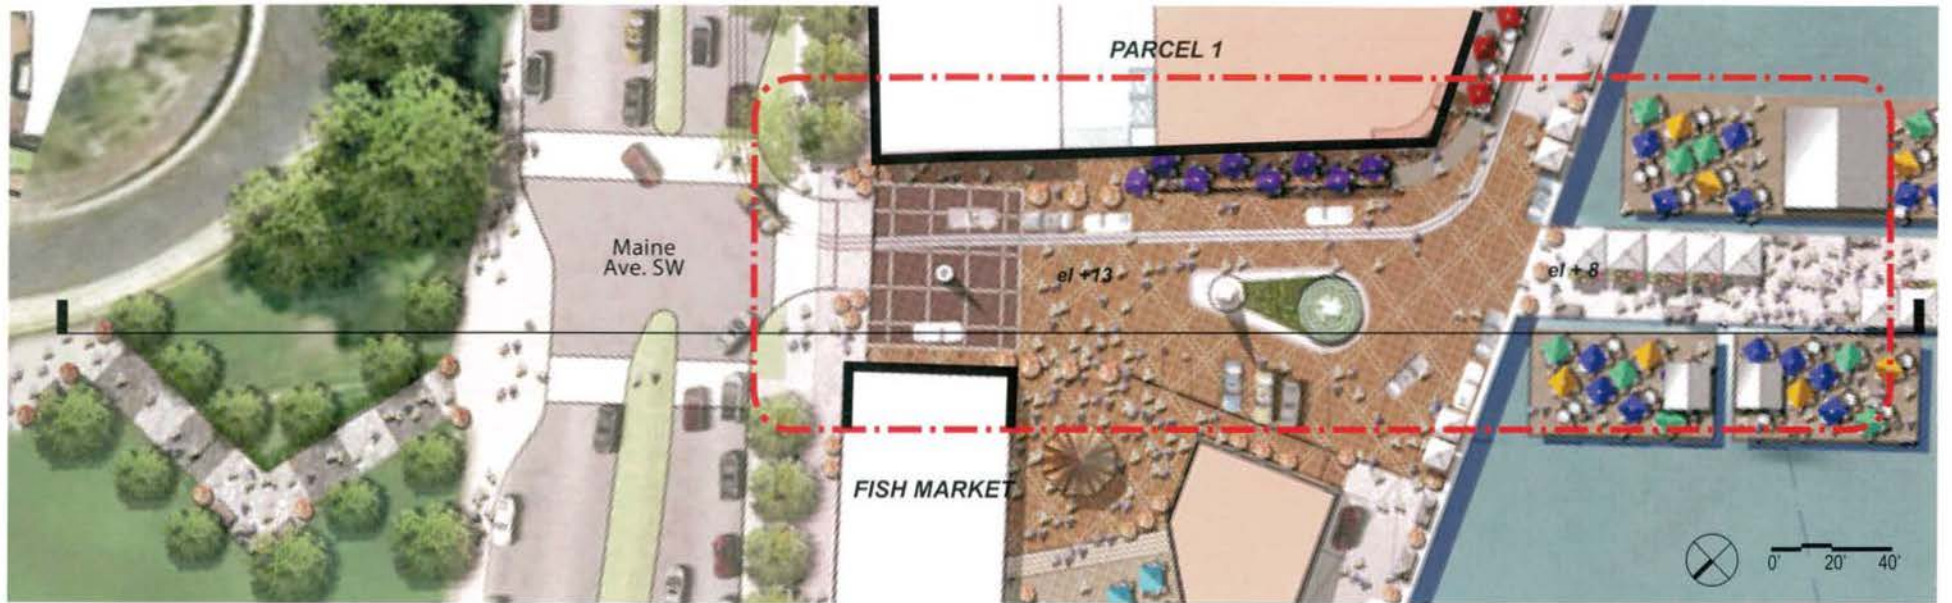 PARCEL 1
Maine
Ave. SW
el +13
el + 8
FISH MARKET
0'
20'
40'